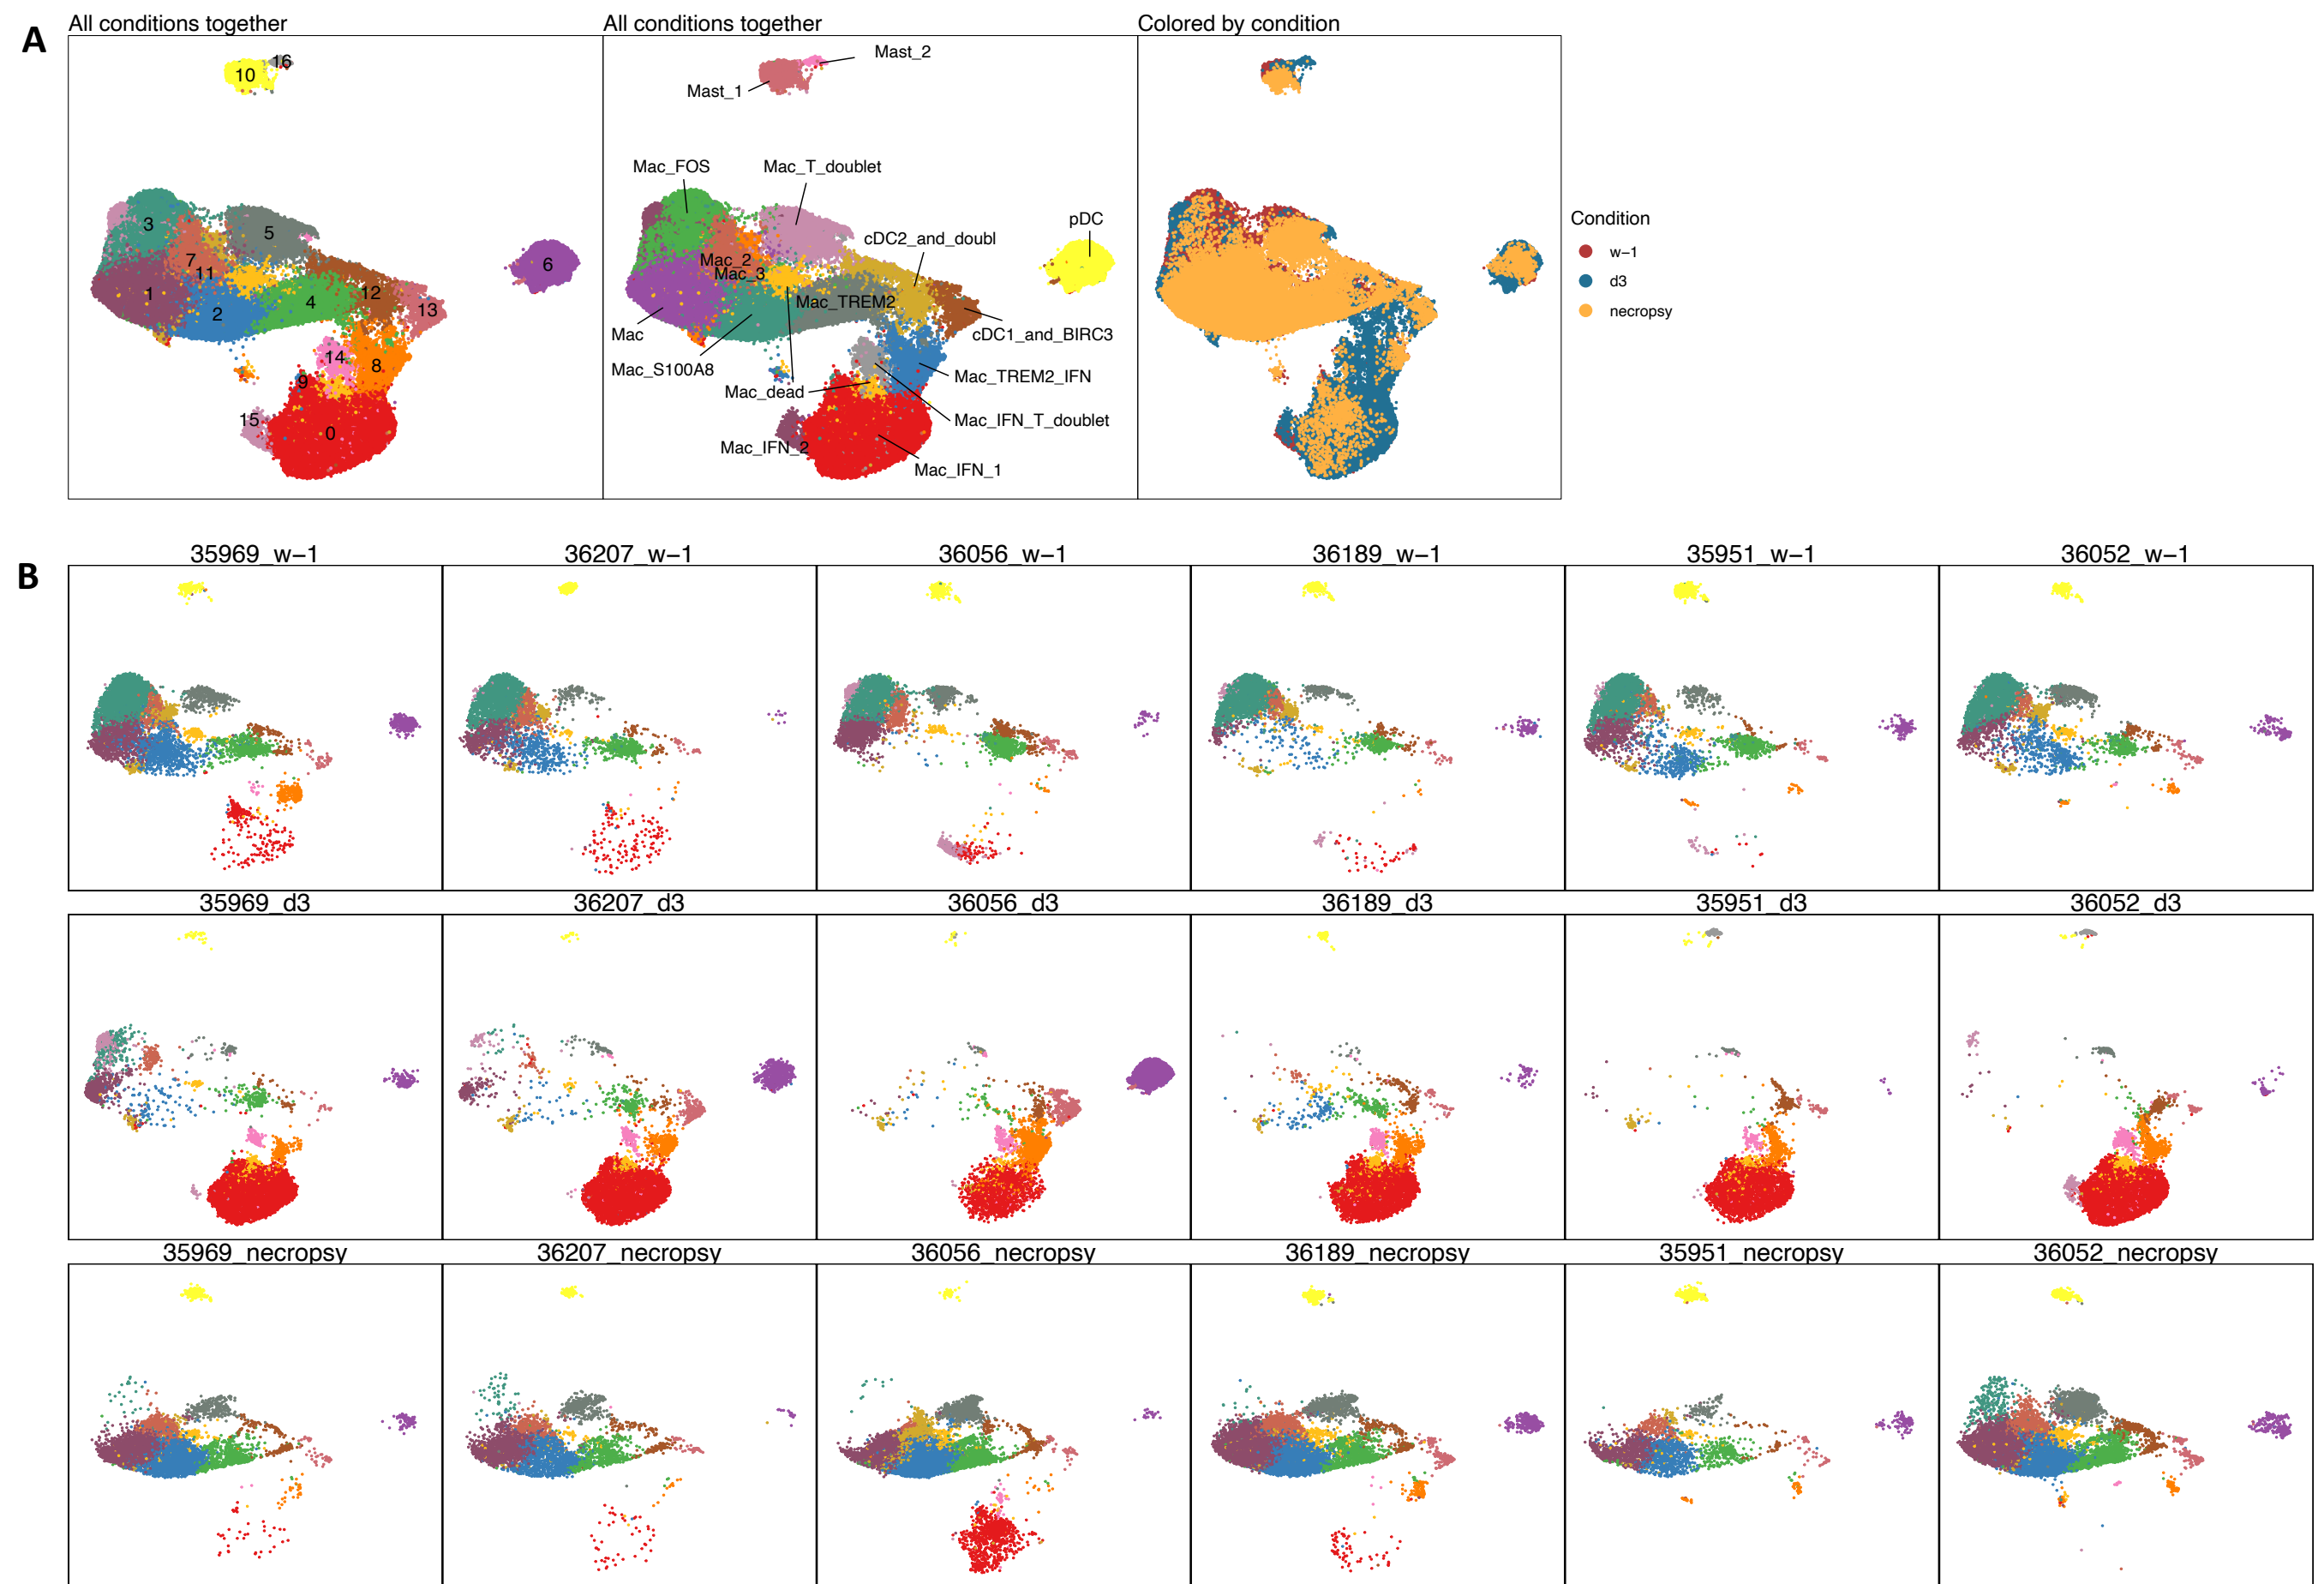 A
All conditions together
All conditions together
Colored by condition
10
16
3
5
7
11
1
2
4
12
13
6
14
8
9
15
0
Mast_2
Mast_1
Mac_FOS
Mac_T_doublet
pDC
cDC2_and_doubl
Mac_2
Mac_3
Mac_TREM2
Mac
cDC1_and_BIRC3
Mac_S100A8
Mac_TREM2_IFN
Mac_dead
Mac_IFN_T_doublet
Mac_IFN_2
Mac_IFN_1
Condition
w−1
d3
necropsy
B
35969_w−1
36207_w−1
36056_w−1
36189_w−1
35951_w−1
36052_w−1
35969_d3
36207_d3
36056_d3
36189_d3
35951_d3
36052_d3
35969_necropsy
36207_necropsy
36056_necropsy
36189_necropsy
35951_necropsy
36052_necropsy